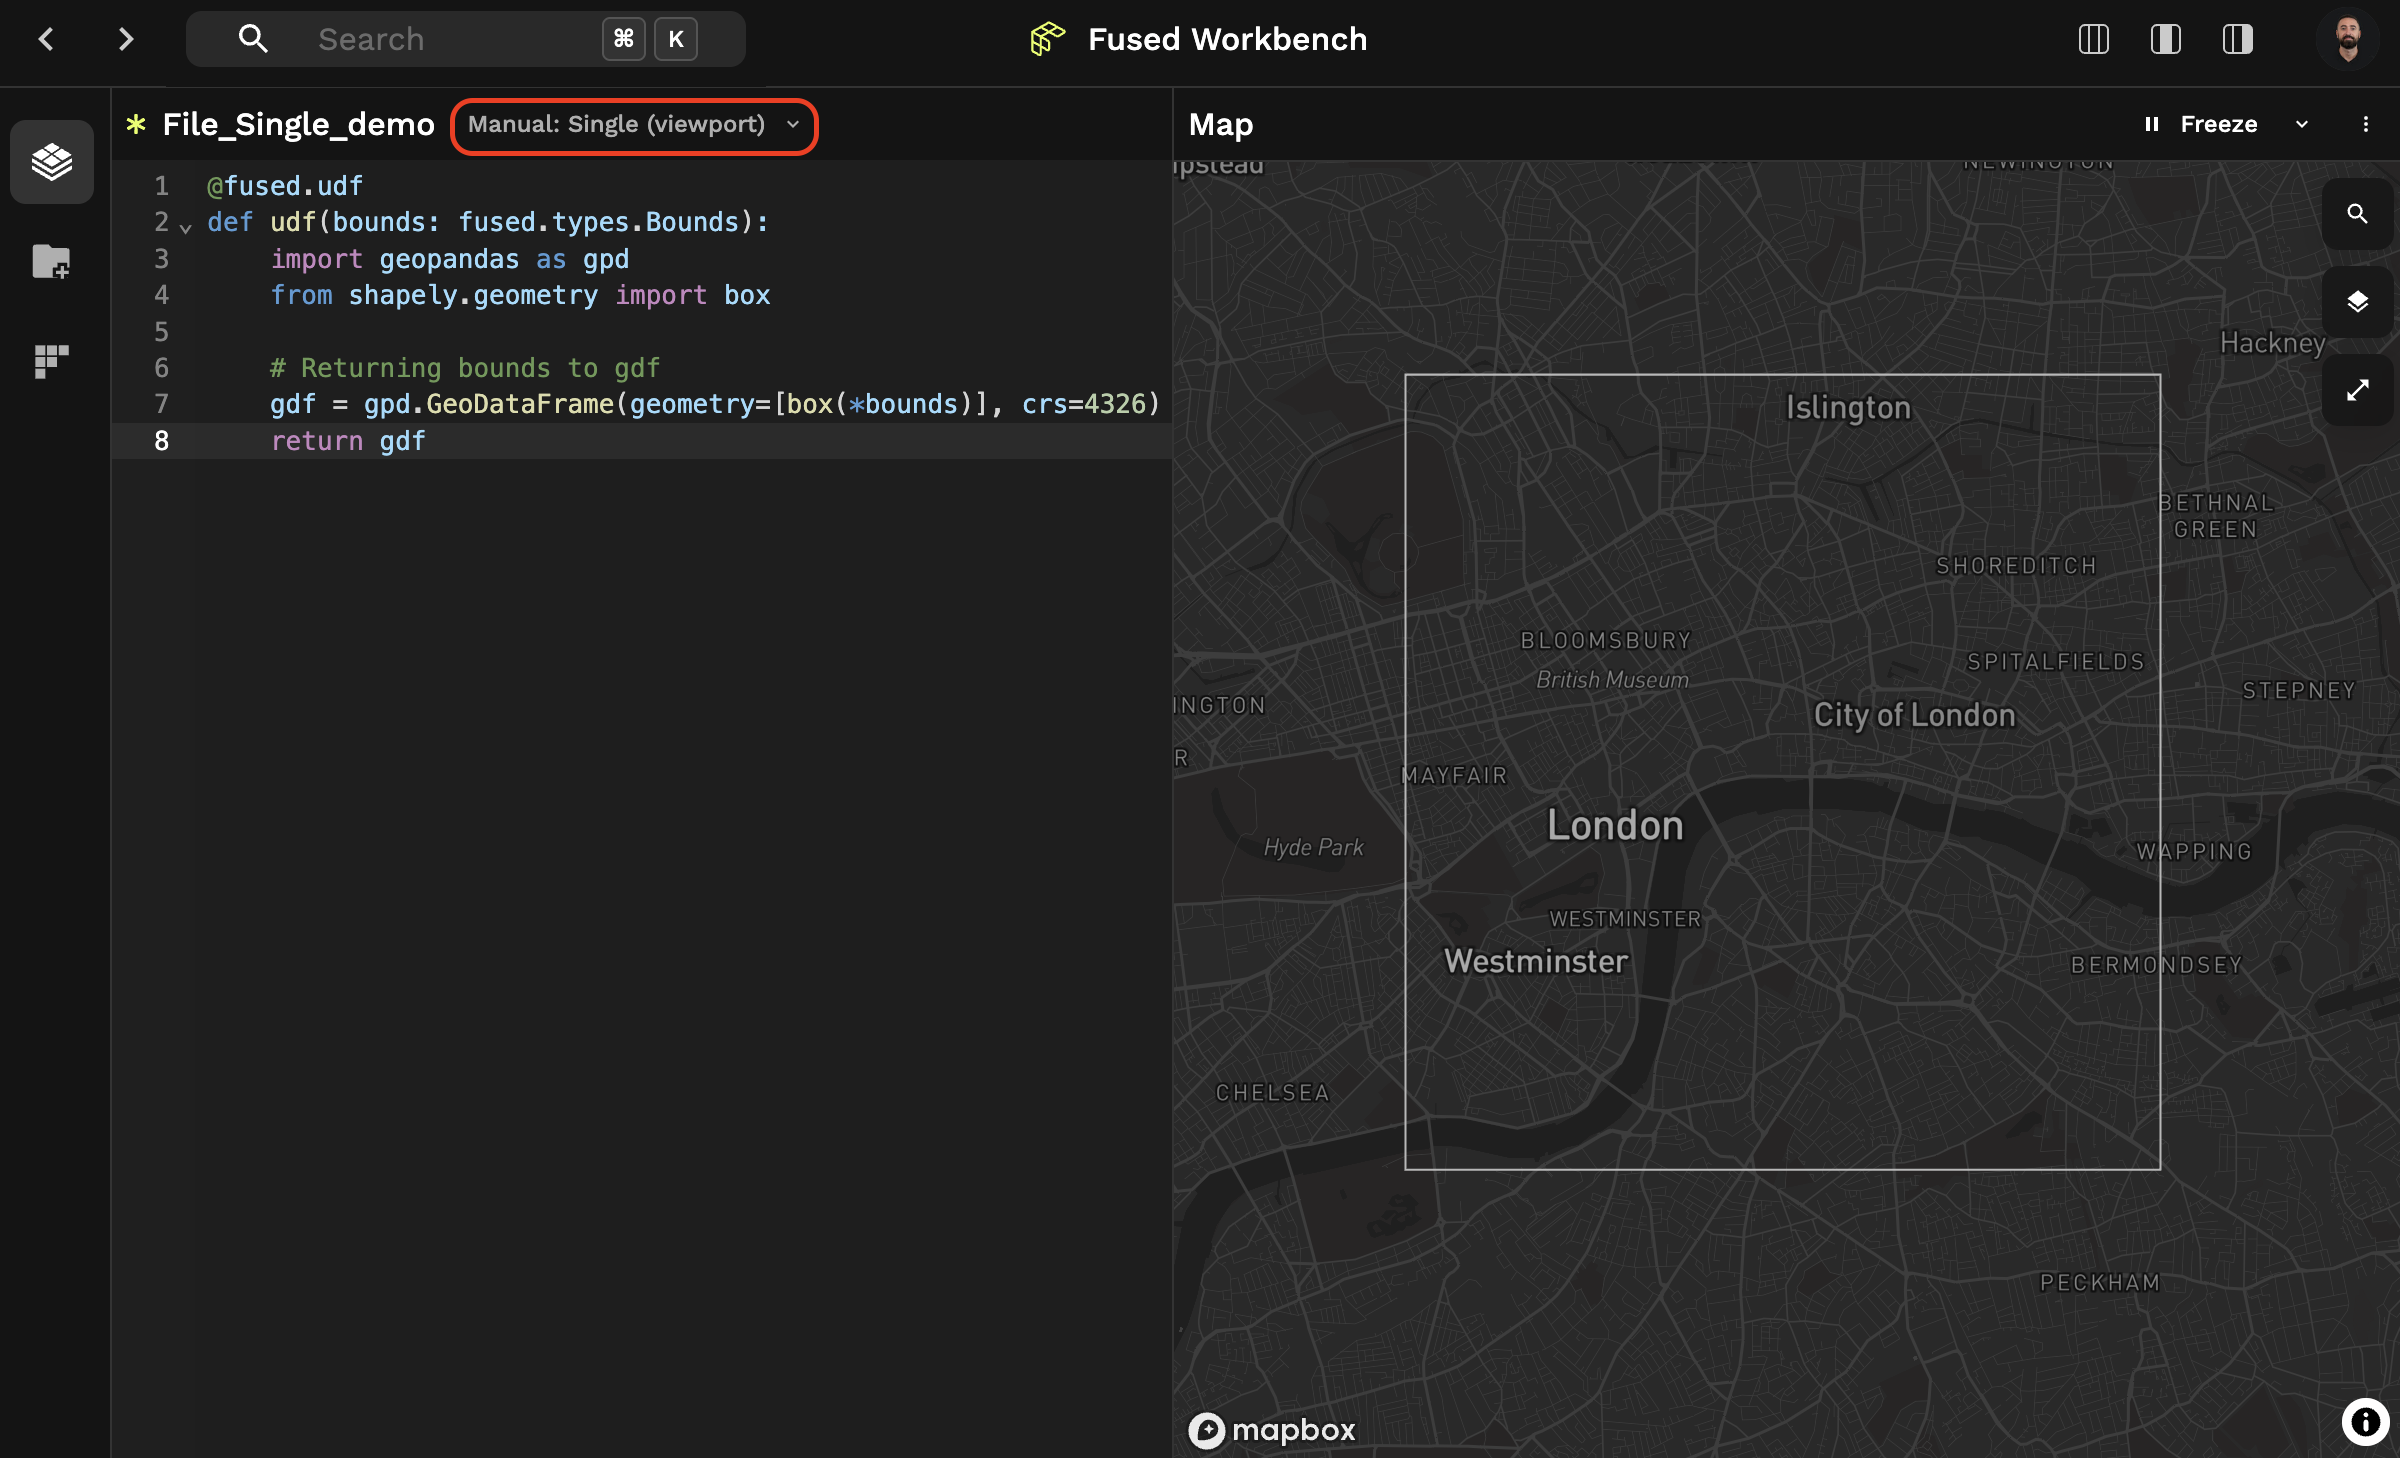 Search ⌘ K
Fused Workbench
* File_Single_demo Manual: Single (viewport)
1 @fused.udf
2 def udf(bounds: fused.types.Bounds):
3     import geopandas as gpd
4     from shapely.geometry import box
5
6     # Returning bounds to gdf
7     gdf = gpd.GeoDataFrame(geometry=[box(*bounds)], crs=4326)
8     return gdf
Map
Freeze
NEWINGTON
Hackney
Islington
BETHNAL
GREEN
SHOREDITCH
BLOOMSBURY
British Museum
SPITALFIELDS
STEPNEY
INGTON
City of London
R
MAYFAIR
London
Hyde Park
WAPPING
WESTMINSTER
Westminster
BERMONDSEY
CHELSEA
PECKHAM
mapbox